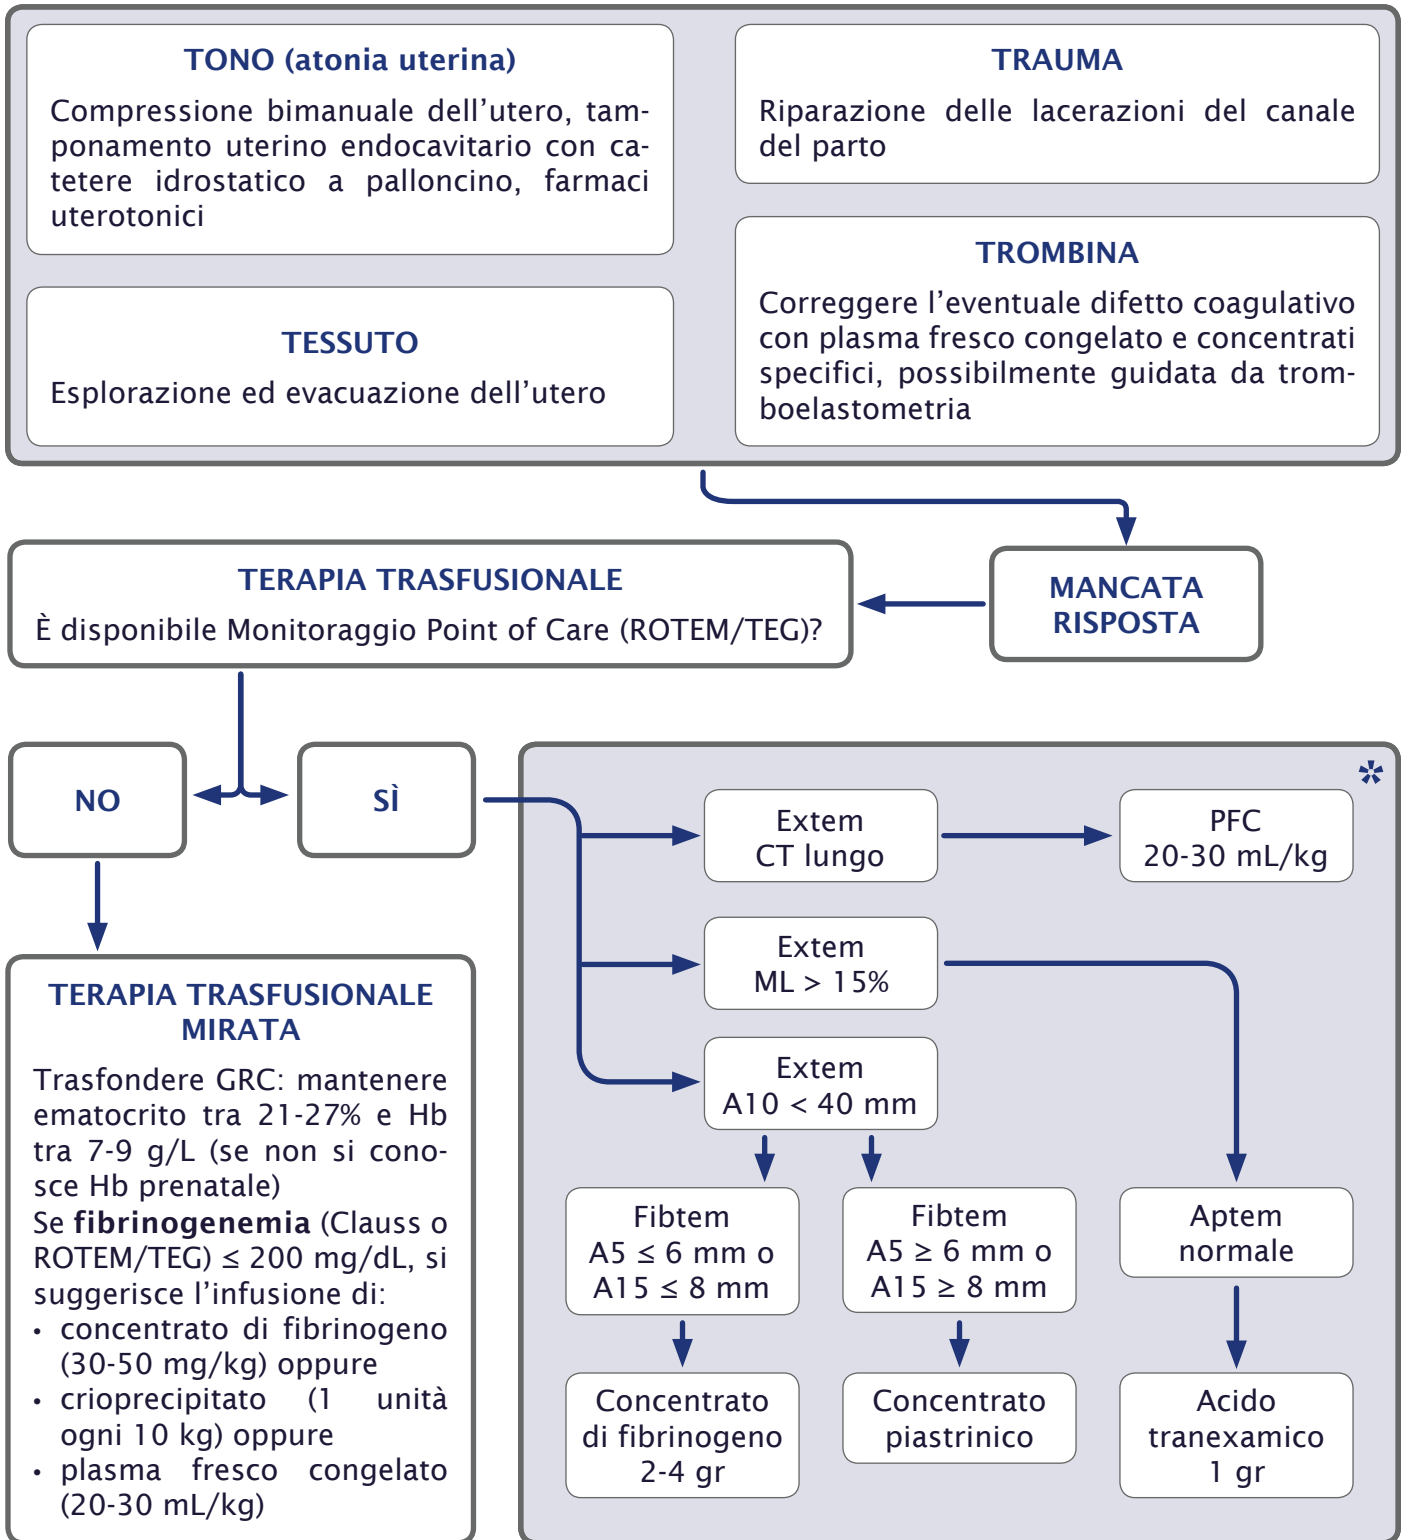 TONO (atonia uterina)
Compressione bimanuale dell'utero, tam-
ponamento uterino endocavitario con ca-
tetere idrostatico a palloncino, farmaci
uterotonici
TESSUTO
Esplorazione ed evacuazione dell'utero
TRAUMA
Riparazione delle lacerazioni del canale
del parto
TROMBINA
Correggere l'eventuale difetto coagulativo
con plasma fresco congelato e concentrati
specifici, possibilmente guidata da trom-
boelastometria
MANCATA
RISPOSTA
TERAPIA TRASFUSIONALE
È disponibile Monitoraggio Point of Care (ROTEM/TEG)?
NO
SÌ
TERAPIA TRASFUSIONALE
MIRATA
Trasfondere GRC: mantenere
ematocrito tra 21-27% e Hb
tra 7-9 g/L (se non si cono-
sce Hb prenatale)
Se fibrinogenemia (Clauss o
ROTEM/TEG) ≤ 200 mg/dL, si
suggerisce l'infusione di:
• concentrato di fibrinogeno
(30-50 mg/kg) oppure
• crioprecipitato (1 unità
ogni 10 kg) oppure
• plasma fresco congelato
(20-30 mL/kg)
*
Extem
CT lungo
PFC
20-30 mL/kg
Extem
ML > 15%
Extem
A10 < 40 mm
Fibtem
A5 ≤ 6 mm o
A15 ≤ 8 mm
Fibtem
A5 ≥ 6 mm o
A15 ≥ 8 mm
Aptem
normale
Concentrato
di fibrinogeno
2-4 gr
Concentrato
piastrinico
Acido
tranexamico
1 gr